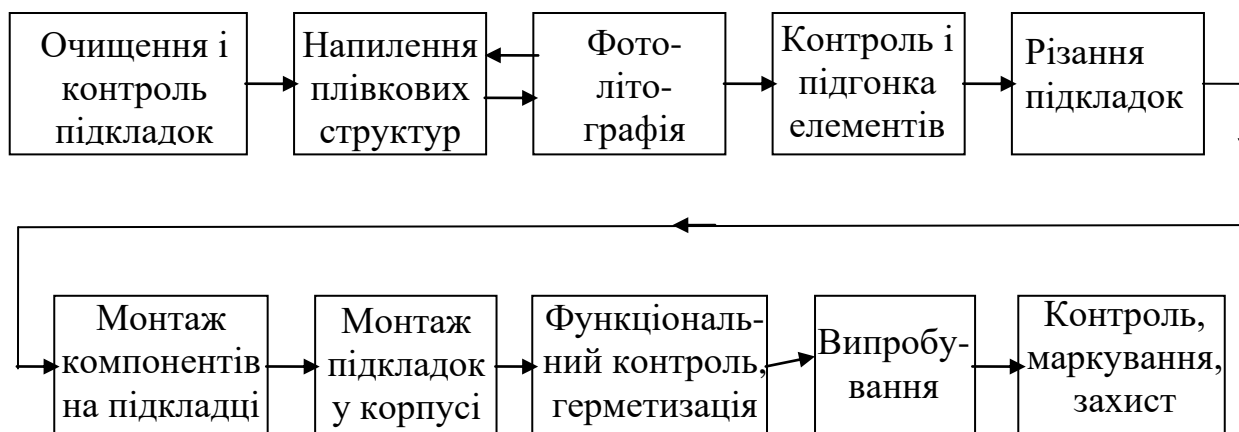 Очищення і
контроль
підкладок
Напилення
плівкових
структур
Фото-
літо-
графія
Контроль і
підгонка
елементів
Різання
підкладок
Монтаж
компонентів
на підкладці
Монтаж
підкладок
у корпусі
Функціональ-
ний контроль,
герметизація
Випробу-
вання
Контроль,
маркування,
захист